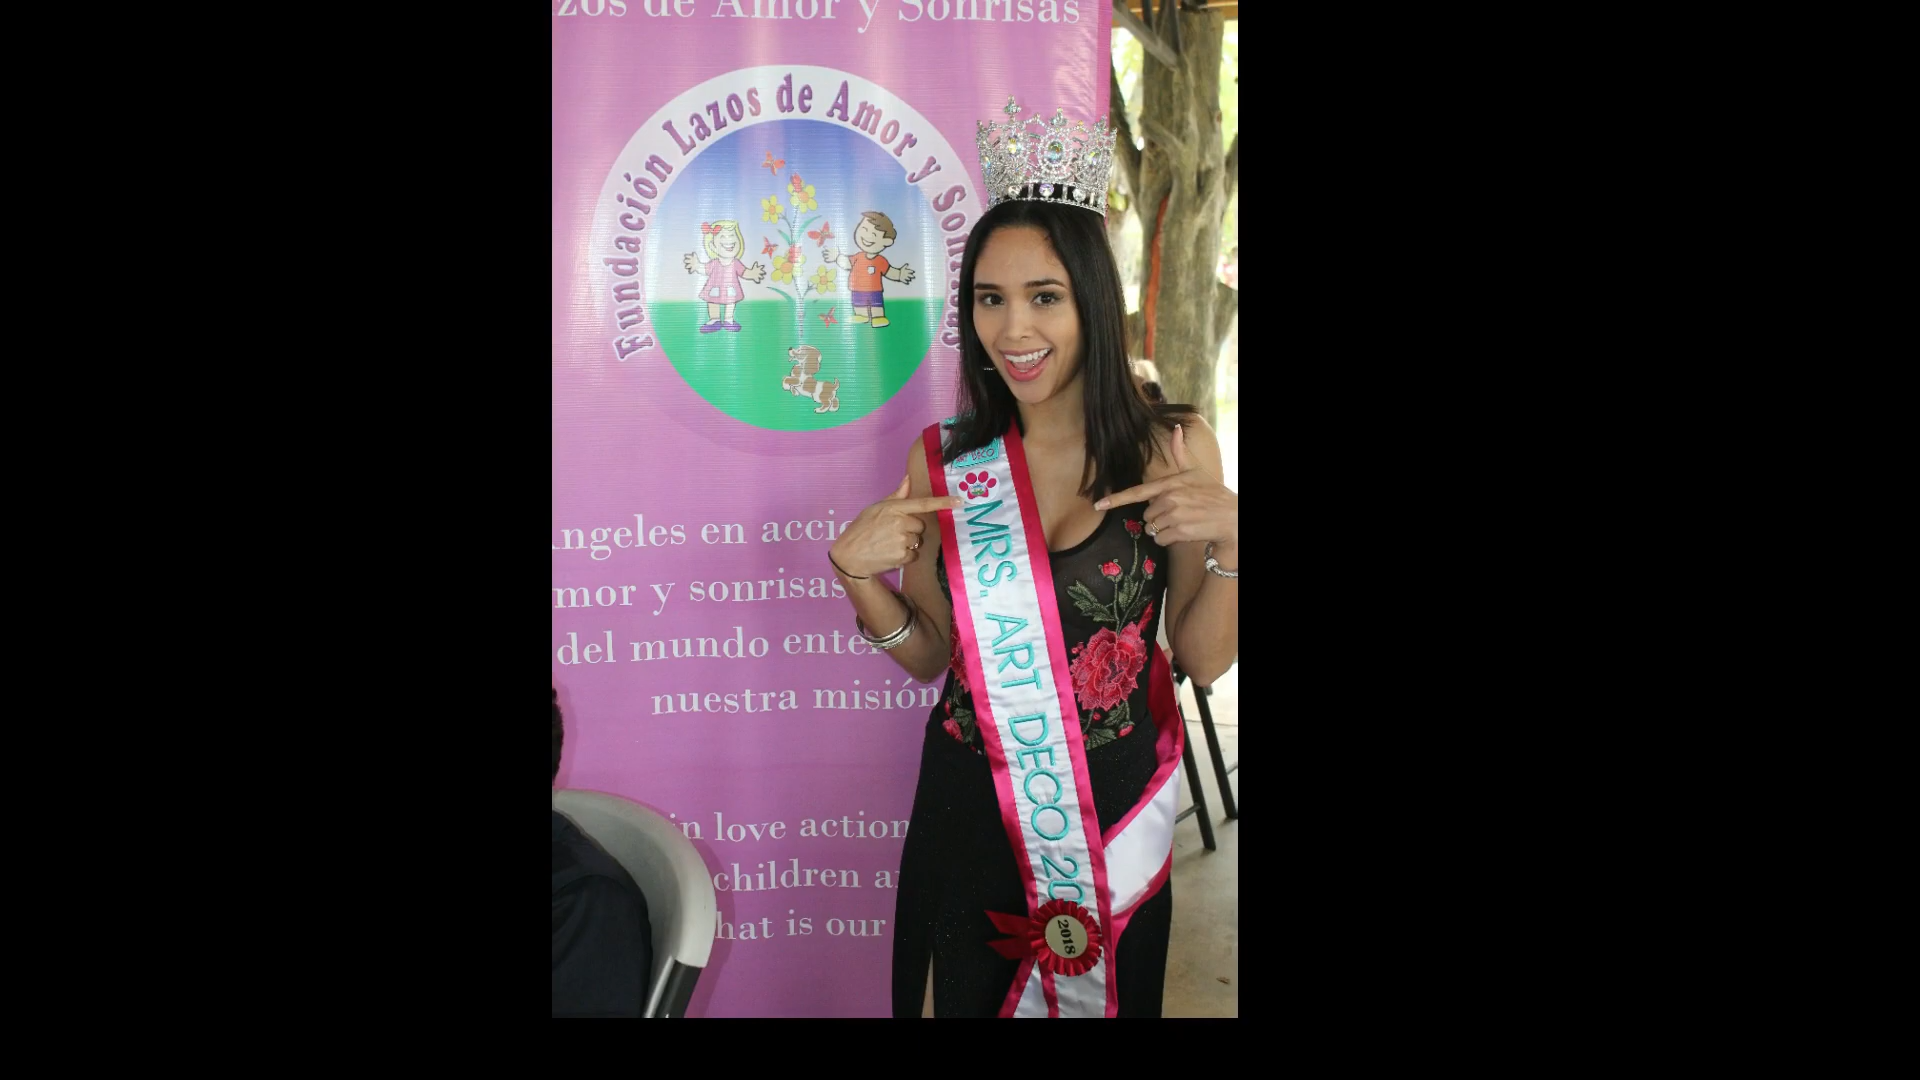 zos de Amor y Sonrisas
Fundación Lazos de Amor y Sonrisas
ngeles en acci
mor y sonrisas
del mundo ente
nuestra misión
in love action
children a
hat is our
DECO
MRS. ART DECO 20
2018